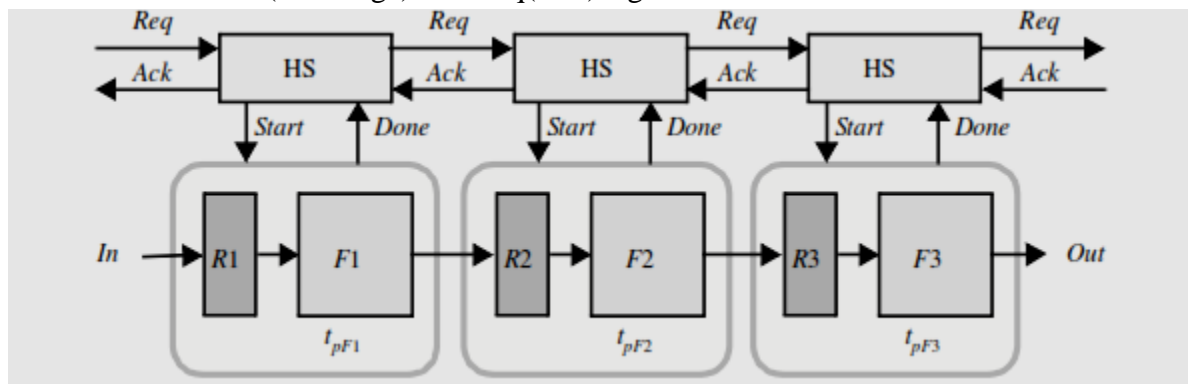 Req Req Req Req
HS HS HS
Ack Ack Ack Ack
Start Done Start Done Start Done
In R1 F1 R2 F2 R3 F3 Out
tpF1 tpF2 tpF3